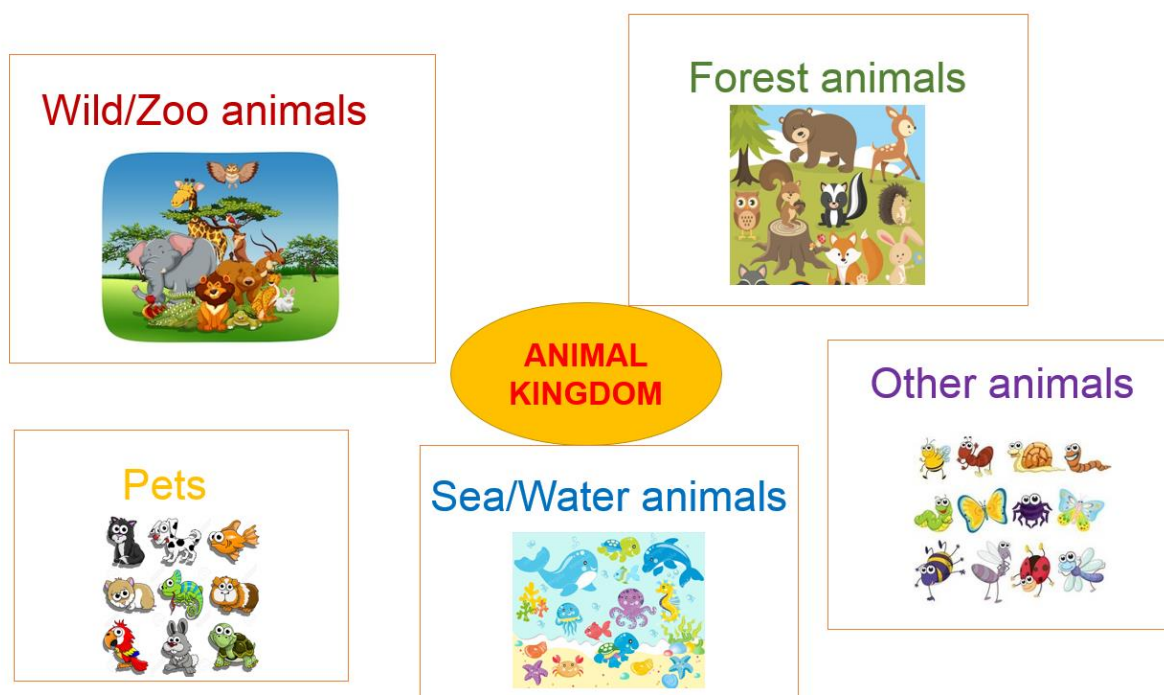 Wild/Zoo animals
Forest animals
ANIMAL
KINGDOM
Other animals
Pets
Sea/Water animals